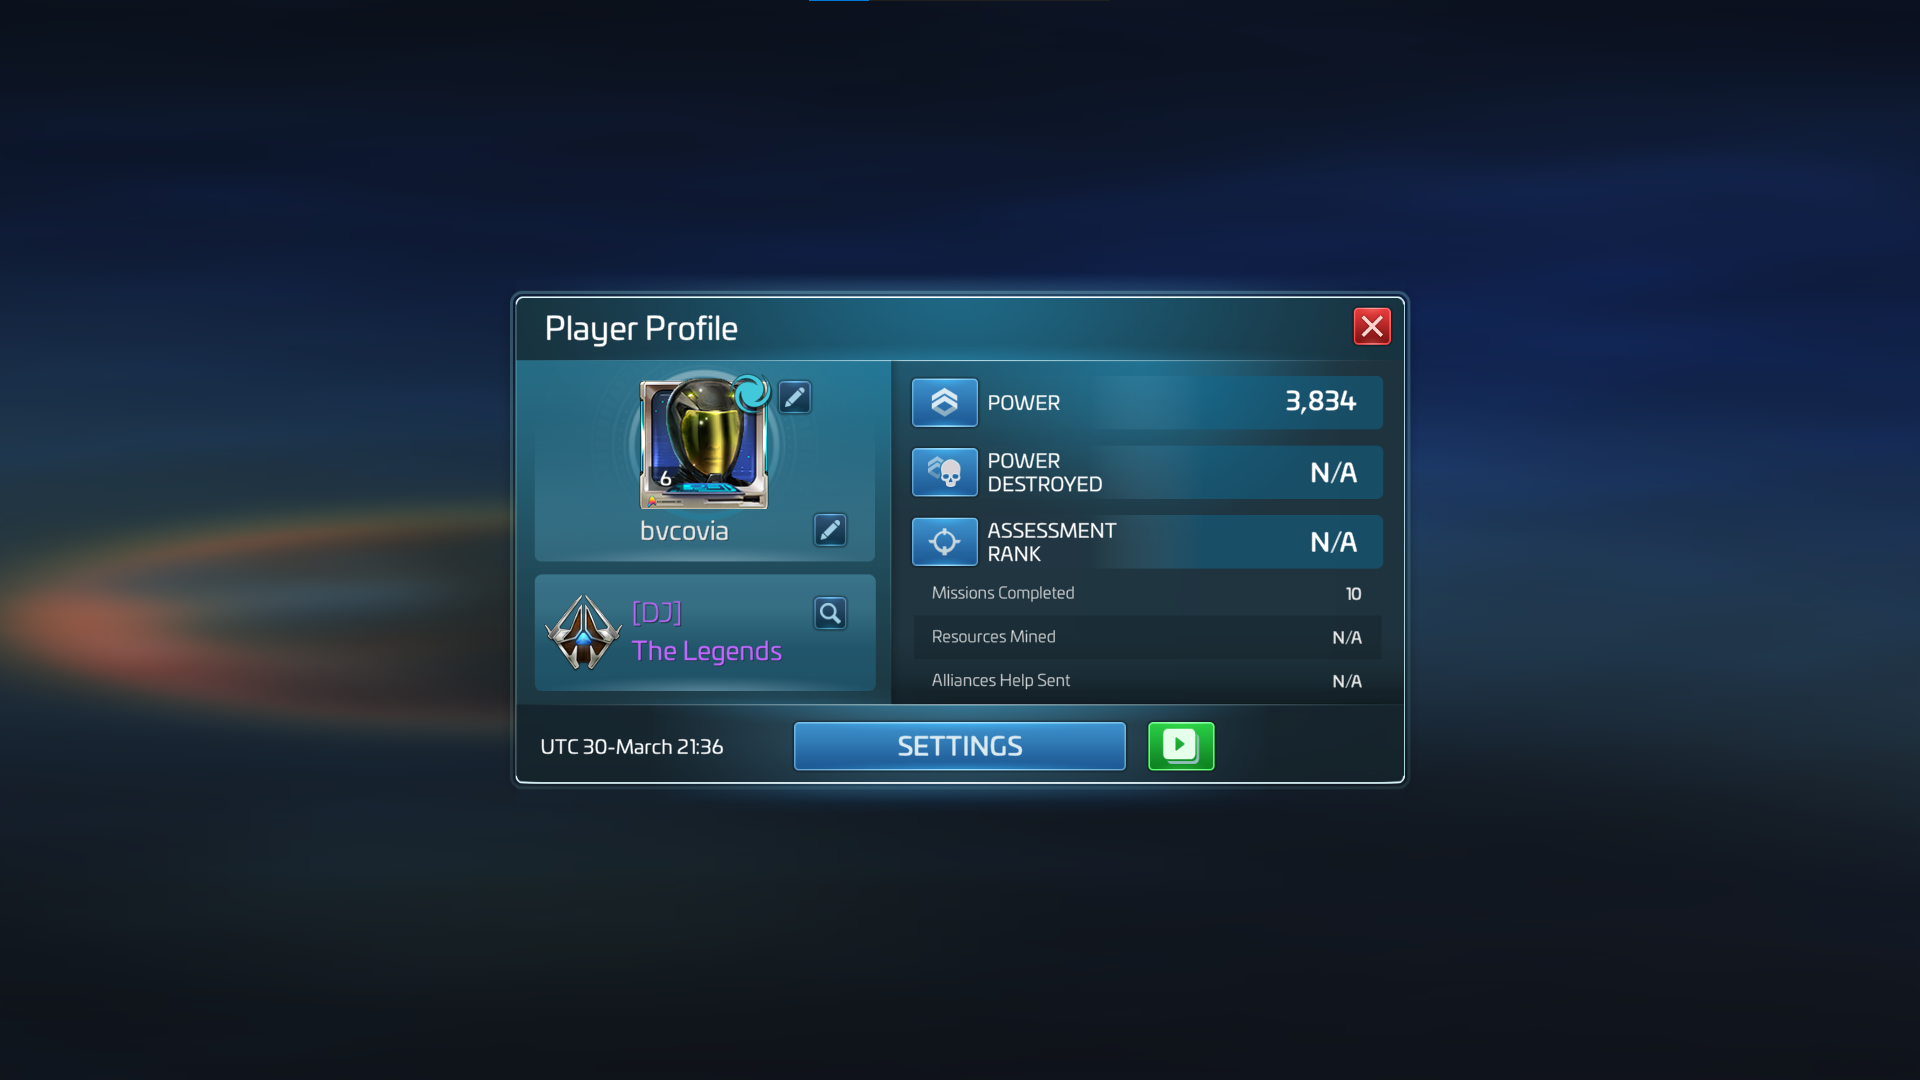 Player Profile
6
bvcovia
[DJ]
The Legends
POWER
3,834
POWER
DESTROYED
N/A
ASSESSMENT
RANK
N/A
Missions Completed
10
Resources Mined
N/A
Alliances Help Sent
N/A
UTC 30-March 21:36
SETTINGS